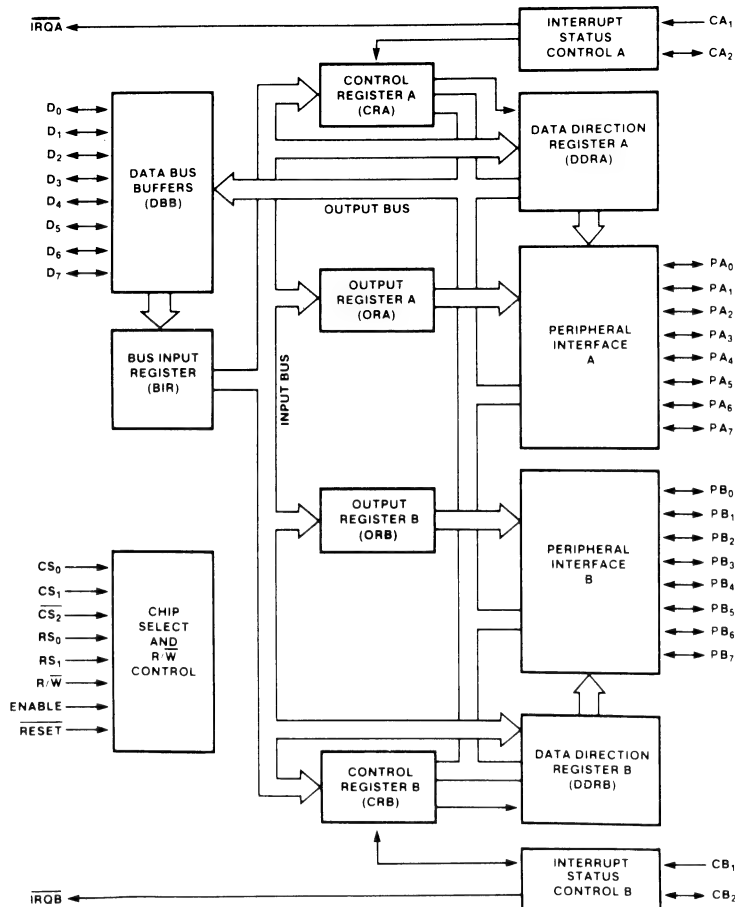 IRQA
INTERRUPT
STATUS
CONTROL A
CA₁
CA₂
CONTROL
REGISTER A
(CRA)
D₀
D₁
D₂
D₃
D₄
D₅
D₆
D₇
DATA BUS
BUFFERS
(DBB)
DATA DIRECTION
REGISTER A
(DDRA)
OUTPUT BUS
OUTPUT
REGISTER A
(ORA)
PERIPHERAL
INTERFACE
A
PA₀
PA₁
PA₂
PA₃
PA₄
PA₅
PA₆
PA₇
BUS INPUT
REGISTER
(BIR)
INPUT BUS
OUTPUT
REGISTER B
(ORB)
PERIPHERAL
INTERFACE
B
PB₀
PB₁
PB₂
PB₃
PB₄
PB₅
PB₆
PB₇
CS₀
CS₁
CS₂
RS₀
RS₁
R/W
ENABLE
RESET
CHIP
SELECT
AND
R/W
CONTROL
CONTROL
REGISTER B
(CRB)
DATA DIRECTION
REGISTER B
(DDRB)
INTERRUPT
STATUS
CONTROL B
CB₁
CB₂
IRQB